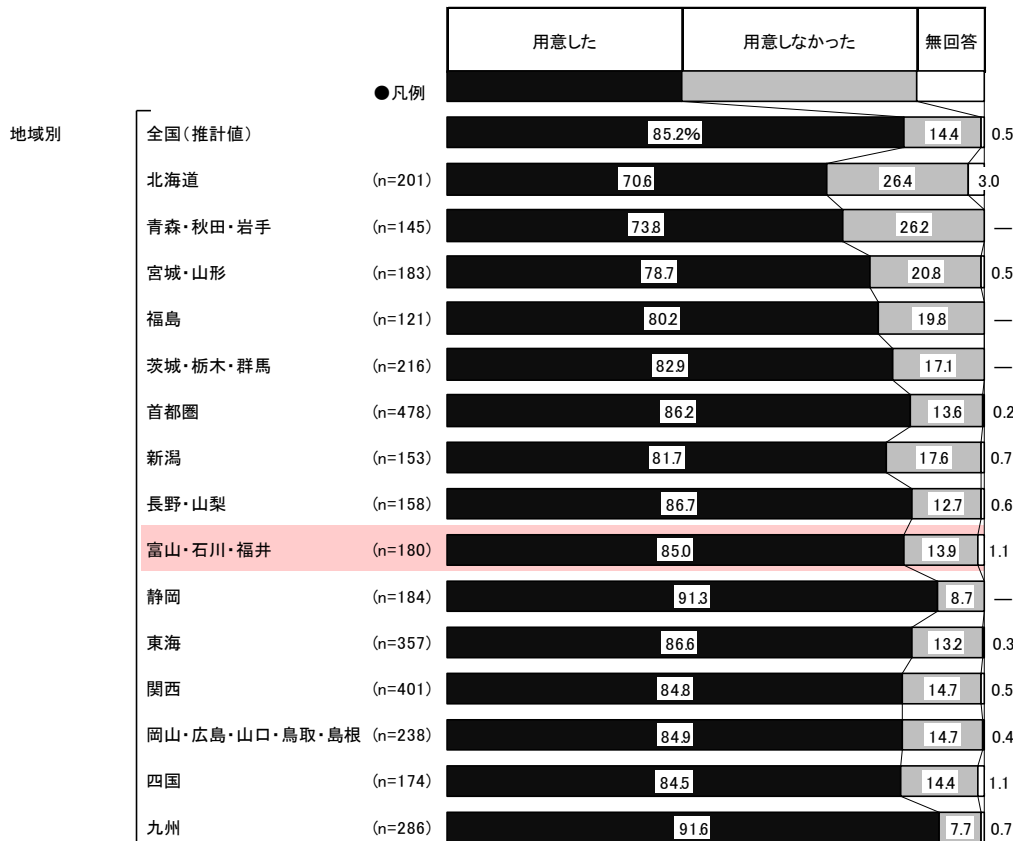 用意した 用意しなかった 無回答
●凡例
地域別 全国(推計値) 85.2% 14.4 0.5
北海道 (n=201) 70.6 26.4 3.0
青森・秋田・岩手 (n=145) 73.8 26.2 —
宮城・山形 (n=183) 78.7 20.8 0.5
福島 (n=121) 80.2 19.8 —
茨城・栃木・群馬 (n=216) 82.9 17.1 —
首都圏 (n=478) 86.2 13.6 0.2
新潟 (n=153) 81.7 17.6 0.7
長野・山梨 (n=158) 86.7 12.7 0.6
富山・石川・福井 (n=180) 85.0 13.9 1.1
静岡 (n=184) 91.3 8.7 —
東海 (n=357) 86.6 13.2 0.3
関西 (n=401) 84.8 14.7 0.5
岡山・広島・山口・鳥取・島根 (n=238) 84.9 14.7 0.4
四国 (n=174) 84.5 14.4 1.1
九州 (n=286) 91.6 7.7 0.7